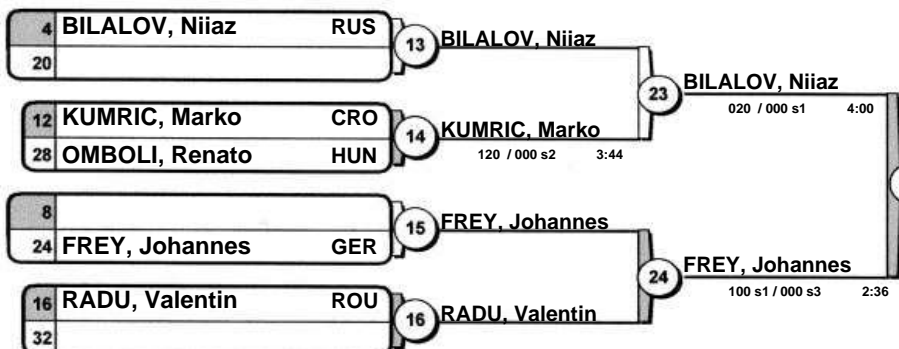 4 BILALOV, Niiaz RUS
20
13 BILALOV, Niiaz
12 KUMRIC, Marko CRO
28 OMBOLI, Renato HUN
14 KUMRIC, Marko
120 / 000 s2 3:44
23 BILALOV, Niiaz
020 / 000 s1 4:00
8
24 FREY, Johannes GER
15 FREY, Johannes
16 RADU, Valentin ROU
32
16 RADU, Valentin
24 FREY, Johannes
100 s1 / 000 s3 2:36